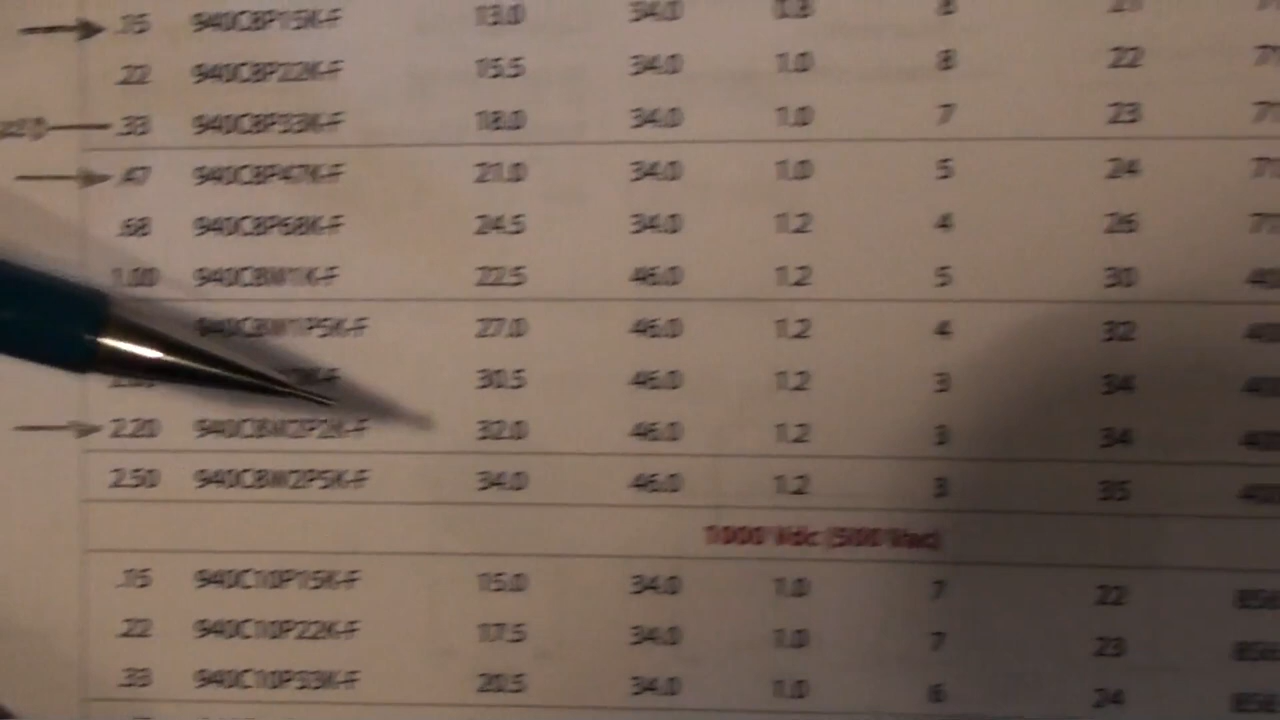 .15 940C8P15K-F 13.0 34.0 0.8 8 21
.22 940C8P22K-F 15.5 34.0 1.0 8 22
.33 940C8P33K-F 18.0 34.0 1.0 7 23
.47 940C8P47K-F 21.0 34.0 1.0 5 24
.68 940C8P68K-F 24.5 34.0 1.2 4 26
1.00 940C8W1K-F 22.5 46.0 1.2 5 30
940C8W1P5K-F 27.0 46.0 1.2 4 32
30.5 46.0 1.2 3 34
2.20 940C8W2P2K-F 32.0 46.0 1.2 3 34
2.50 940C8W2P5K-F 34.0 46.0 1.2 3 35
1000 Vdc (500 Vac)
.15 940C10P15K-F 15.0 34.0 1.0 7 22
.22 940C10P22K-F 17.5 34.0 1.0 7 23
.33 940C10P33K-F 20.5 34.0 1.0 6 24